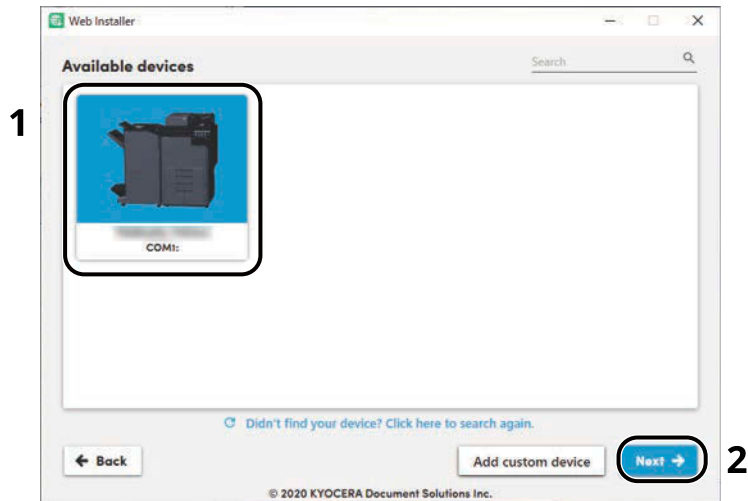 Web Installer
Available devices
Search
1
COM1:
Didn't find your device? Click here to search again.
Back
Add custom device
Next
2
© 2020 KYOCERA Document Solutions Inc.